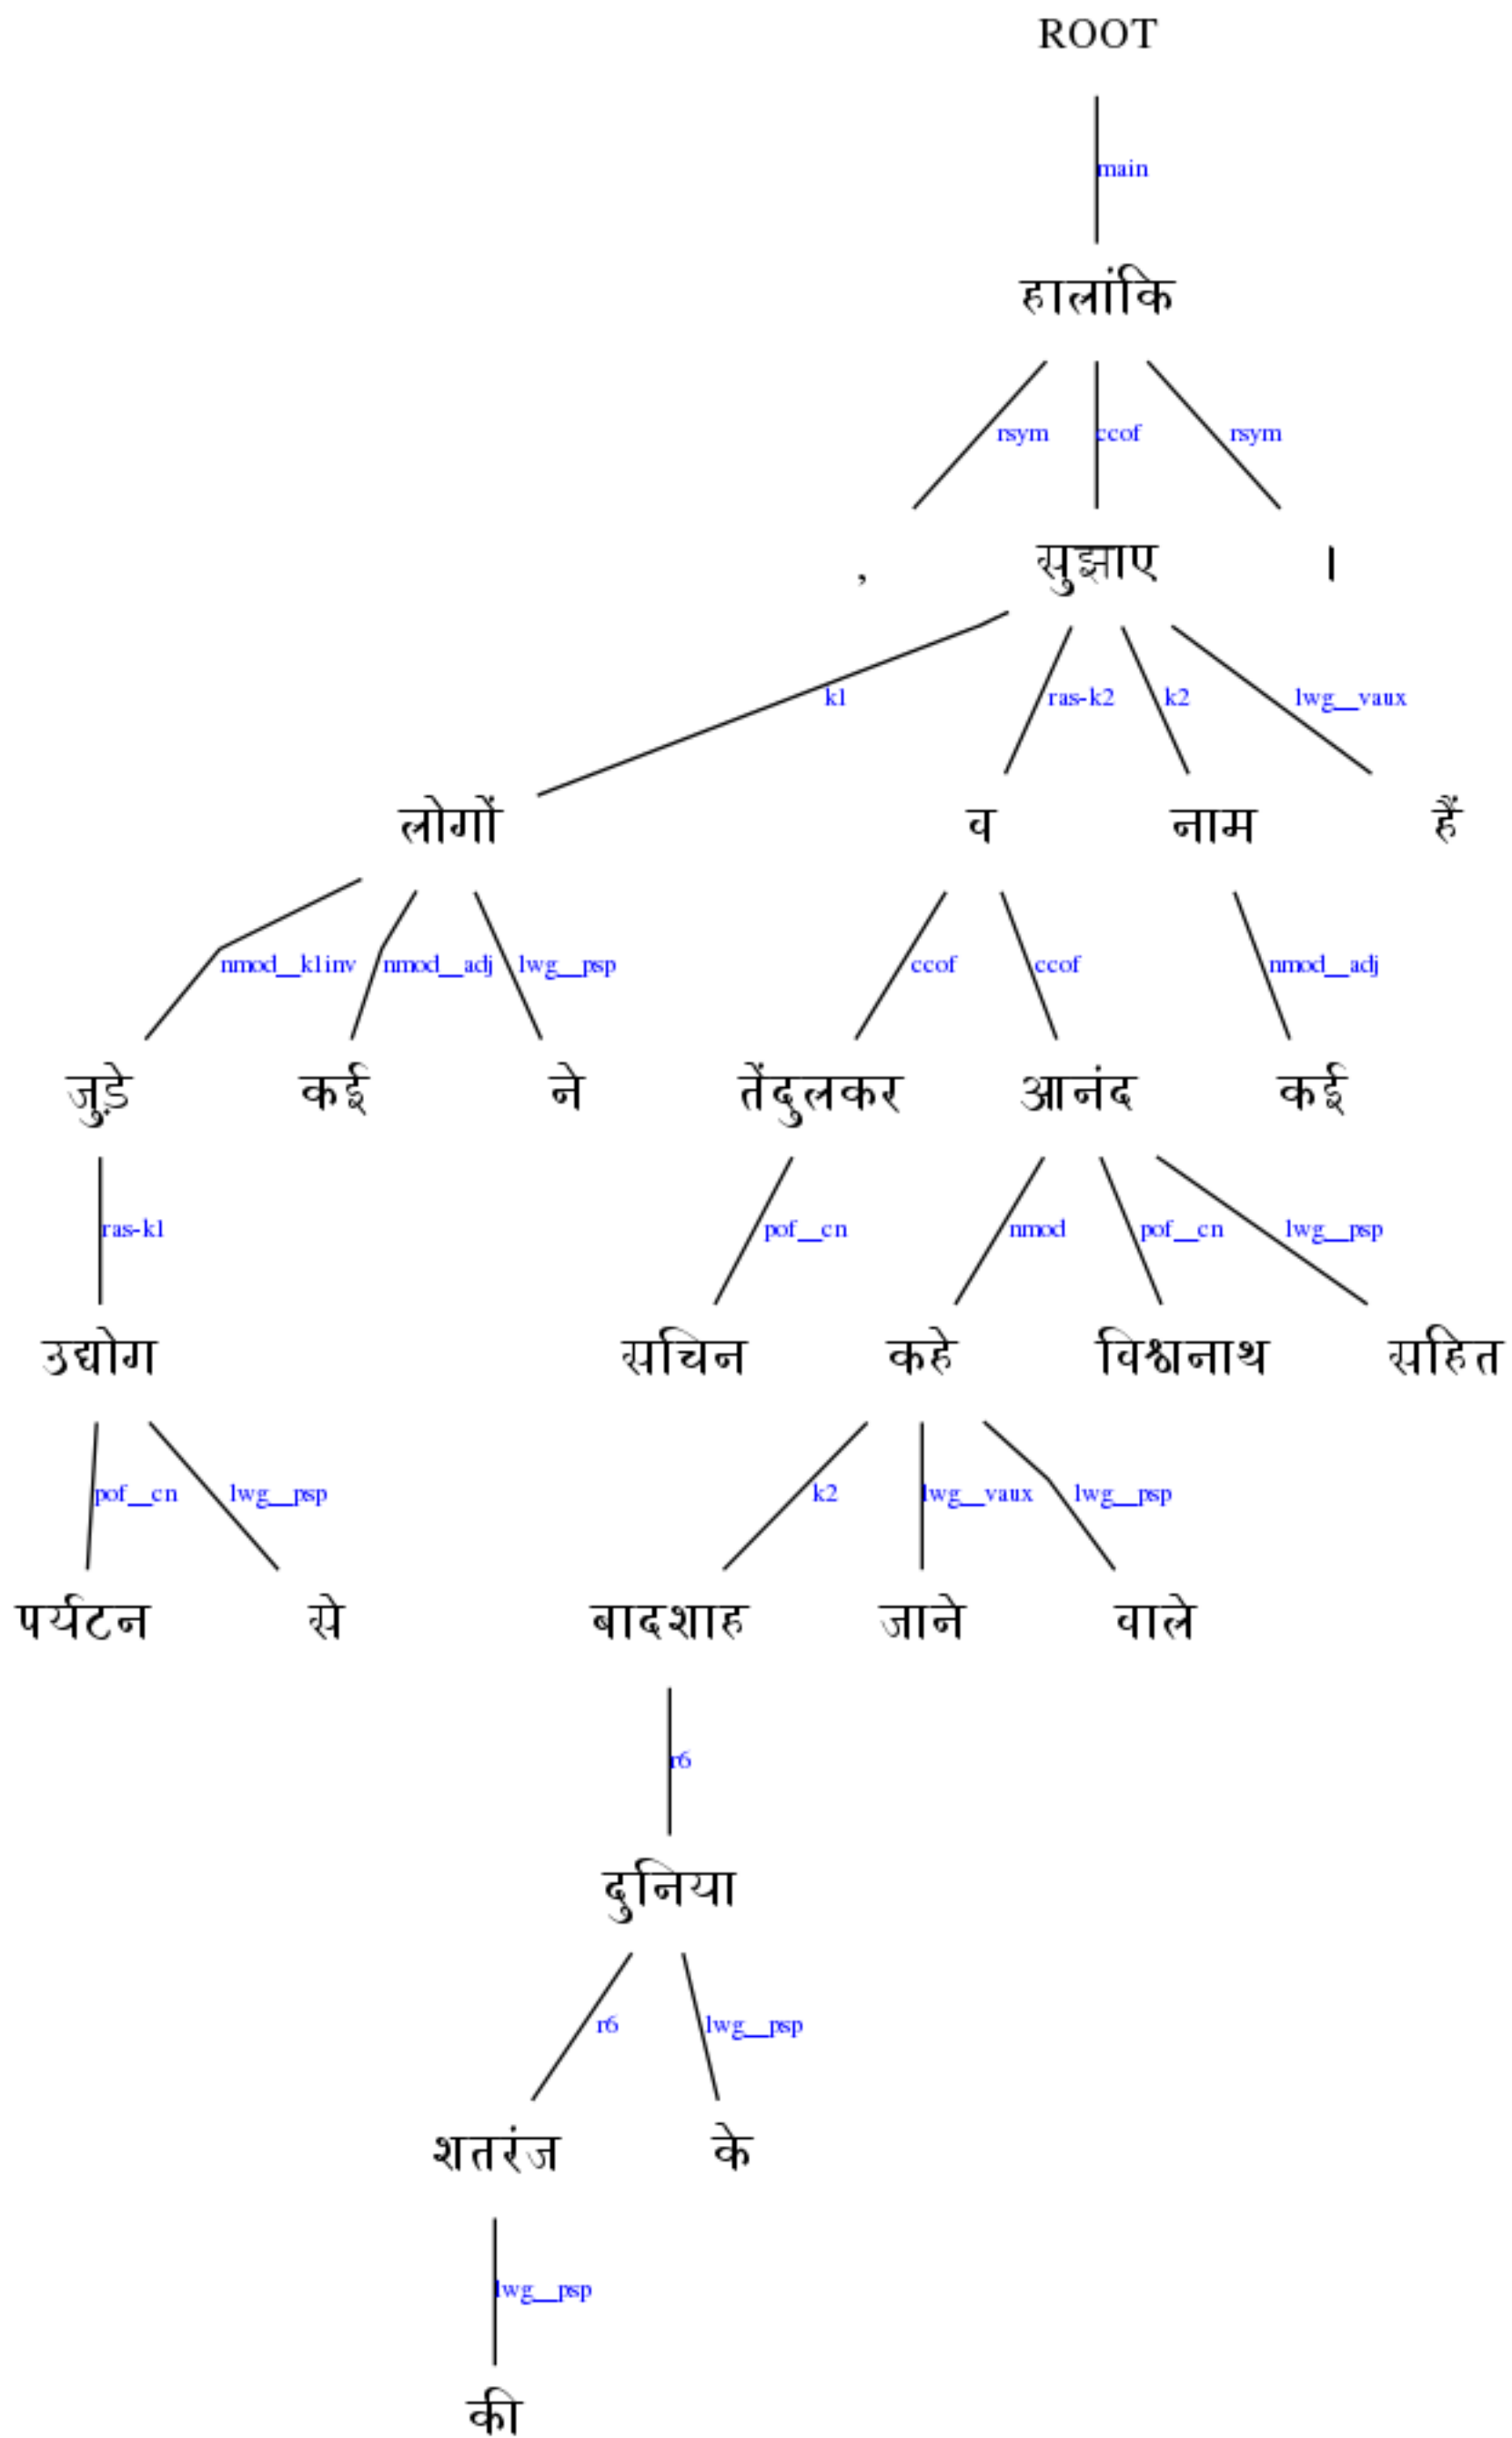 ROOT
main
हालांकि
rsym ccof rsym
, सुझाए ।
k1 ras-k2 k2 lwg__vaux
लोगों व नाम हैं
nmod__k1inv nmod__adj lwg__psp ccof ccof nmod__adj
जुड़े कई ने तेंदुलकर आनंद कई
ras-k1 pof__cn nmod pof__cn lwg__psp
उद्योग सचिन कहे विश्वनाथ सहित
pof__cn lwg__psp k2 lwg__vaux lwg__psp
पर्यटन से बादशाह जाने वाले
r6
दुनिया
r6 lwg__psp
शतरंज के
lwg__psp
की